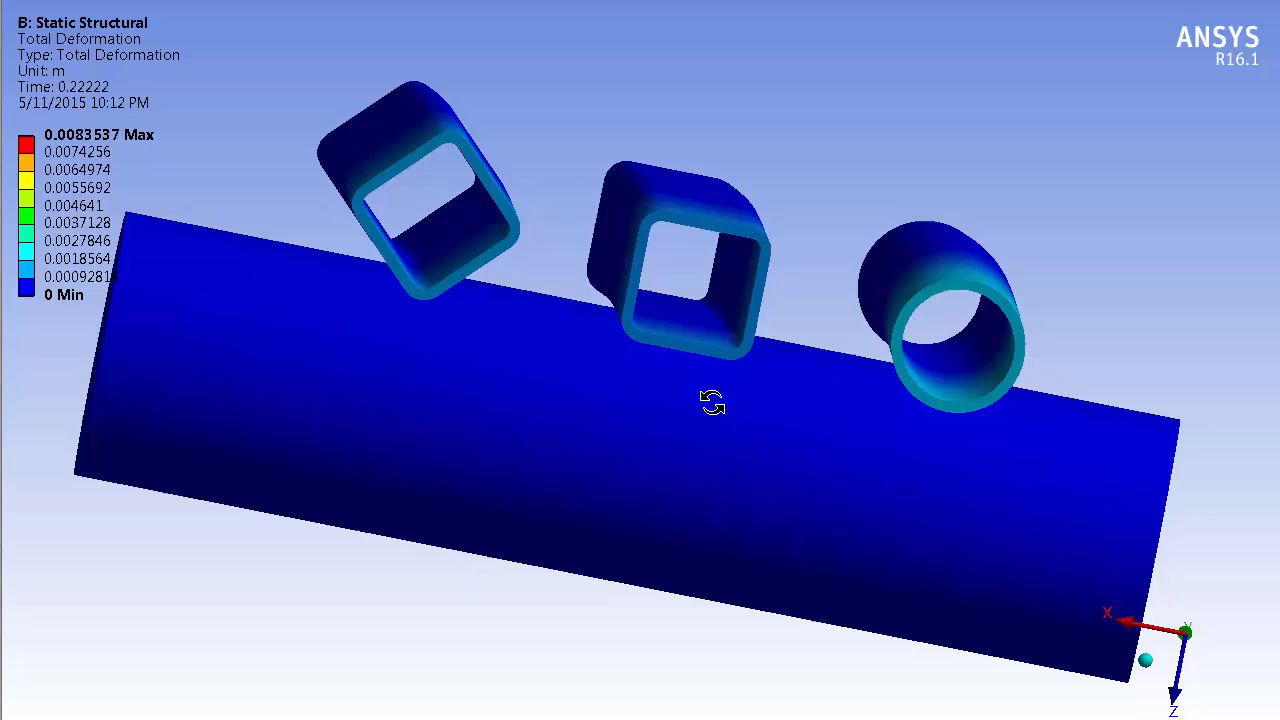 B: Static Structural
Total Deformation
Type: Total Deformation
Unit: m
Time: 0.22222
5/11/2015 10:12 PM
ANSYS
R16.1
0.0083537 Max
0.0074256
0.0064974
0.0055692
0.004641
0.0037128
0.0027846
0.0018564
0.00092819
0 Min
X
Y
Z